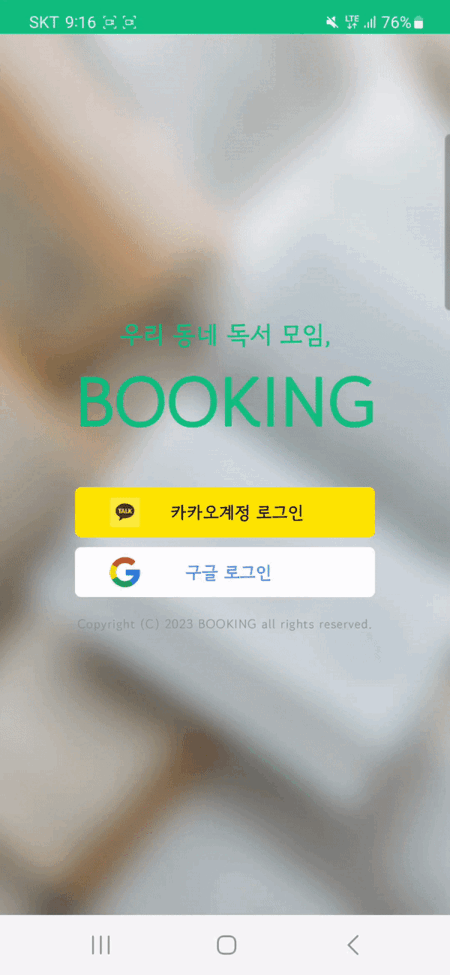 SKT 9:16 LTE 76%
우리 동네 독서 모임,
BOOKING
TALK 카카오계정 로그인
구글 로그인
Copyright (C) 2023 BOOKING all rights reserved.